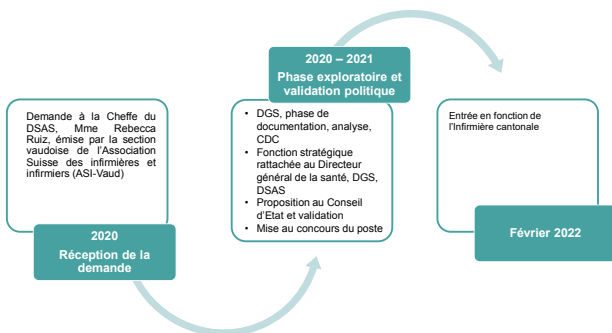 Demande à la Cheffe du
DSAS, Mme Rebecca
Ruiz, émise par la section
vaudoise de l'Association
Suisse des infirmières et
infirmiers (ASI-Vaud)
2020
Réception de la
demande
2020 – 2021
Phase exploratoire et
validation politique
• DGS, phase de
documentation, analyse,
CDC
• Fonction stratégique
rattachée au Directeur
général de la santé, DGS,
DSAS
• Proposition au Conseil
d'Etat et validation
• Mise au concours du poste
Entrée en fonction de
l'Infirmière cantonale
Février 2022